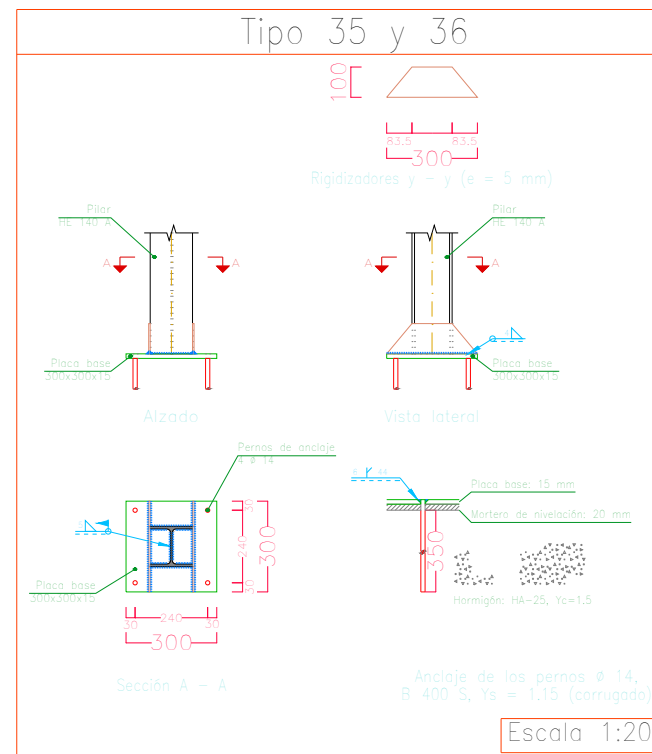 Tipo 35 y 36
100
83.5
83.5
300
Rigidizadores y - y (e = 5 mm)
Pilar
HE 140 A
A
A
Placa base
300x300x15
Alzado
Pilar
HE 140 A
A
A
Placa base
300x300x15
Vista lateral
Pernos de anclaje
4 ø 14
Placa base
300x300x15
30
240
30
300
30
240
30
300
Sección A - A
Placa base: 15 mm
Mortero de nivelación: 20 mm
350
Hormigón: HA-25, Yc=1.5
Anclaje de los pernos ø 14,
B 400 S, Ys = 1.15 (corrugado)
Escala 1:20